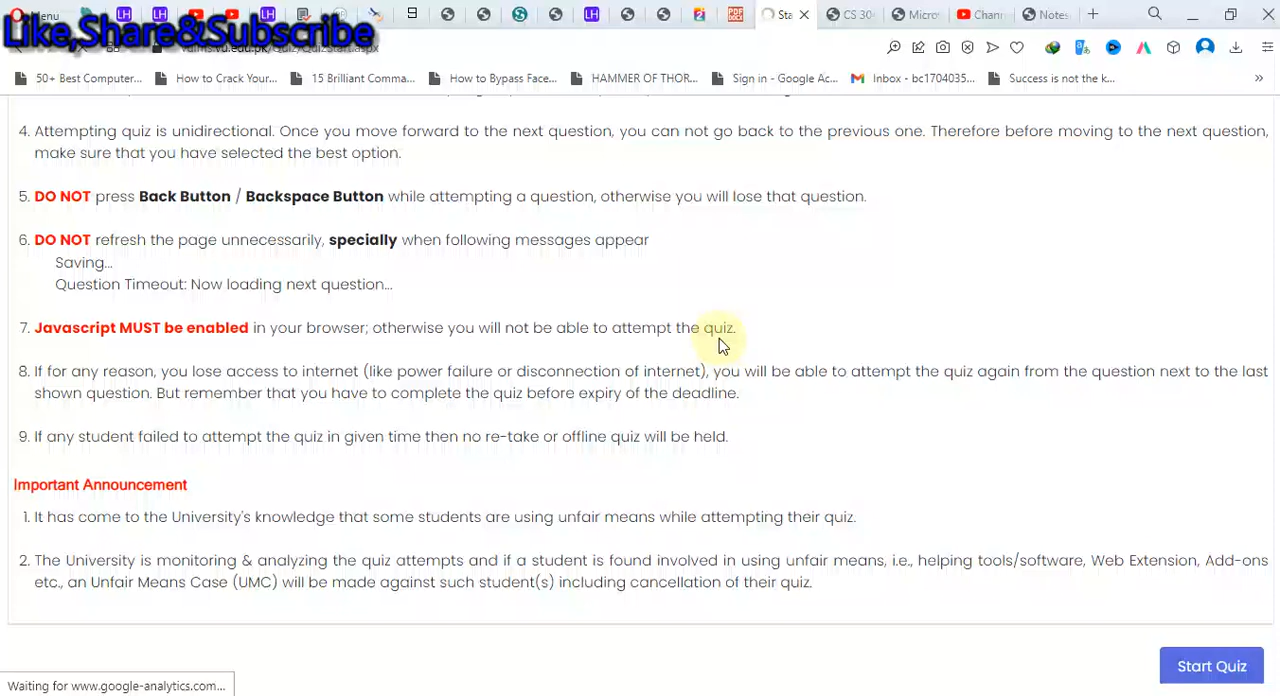 Menu
Sta
CS 30
Micro
Chann
Notes
Like,Share&Subscribe
vulms.vu.edu.pk/Quiz/QuizStart.aspx
50+ Best Computer...
How to Crack Your...
15 Brilliant Comma...
How to Bypass Face...
HAMMER OF THOR...
Sign in - Google Ac...
Inbox - bc1704035...
Success is not the k...
»
4. Attempting quiz is unidirectional. Once you move forward to the next question, you can not go back to the previous one. Therefore before moving to the next question,
make sure that you have selected the best option.
5. DO NOT press Back Button / Backspace Button while attempting a question, otherwise you will lose that question.
6. DO NOT refresh the page unnecessarily, specially when following messages appear
Saving...
Question Timeout: Now loading next question...
7. Javascript MUST be enabled in your browser; otherwise you will not be able to attempt the quiz.
8. If for any reason, you lose access to internet (like power failure or disconnection of internet), you will be able to attempt the quiz again from the question next to the last
shown question. But remember that you have to complete the quiz before expiry of the deadline.
9. If any student failed to attempt the quiz in given time then no re-take or offline quiz will be held.
Important Announcement
1. It has come to the University's knowledge that some students are using unfair means while attempting their quiz.
2. The University is monitoring & analyzing the quiz attempts and if a student is found involved in using unfair means, i.e., helping tools/software, Web Extension, Add-ons
etc., an Unfair Means Case (UMC) will be made against such student(s) including cancellation of their quiz.
Start Quiz
Waiting for www.google-analytics.com...